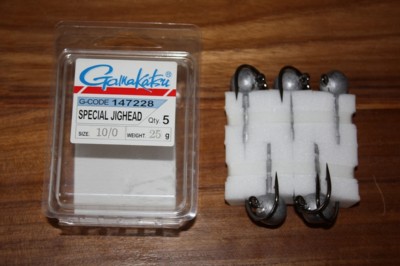 Gamakatsu
G-CODE 147228
SPECIAL JIGHEAD Qty. 5
SIZE. 10/0 WEIGHT 25 g